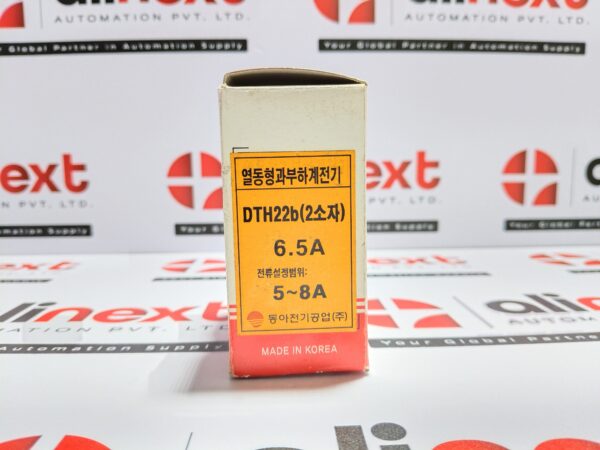 alinext
AUTOMATION PVT. LTD.
Your Global Partner in Automation Supply
열동형과부하계전기
DTH22b(2소자)
6.5A
전류설정범위:
5~8A
동아전기공업(주)
MADE IN KOREA